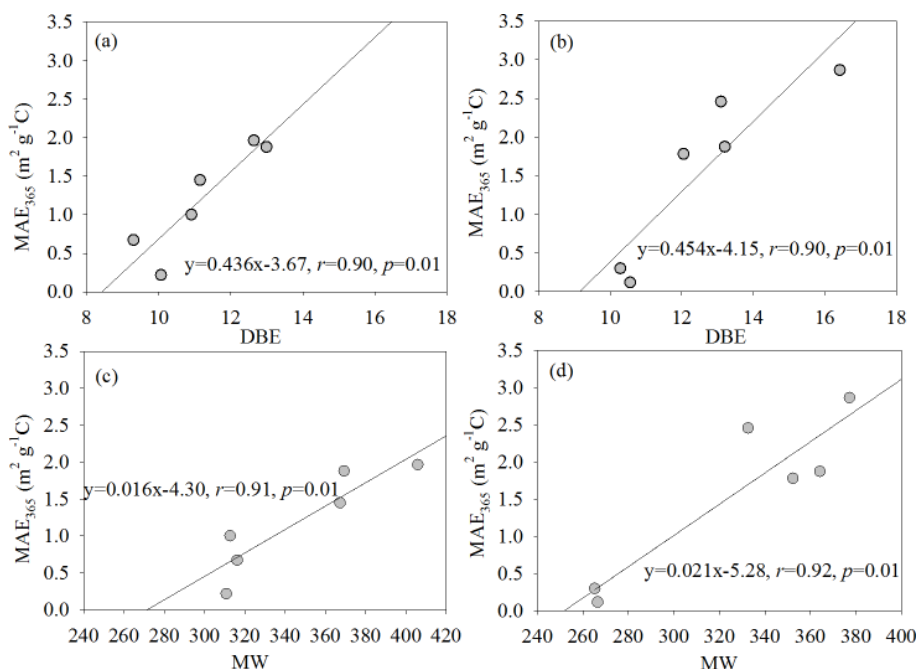 (a)
3.5
3.0
2.5
2.0
1.5
1.0
0.5
0.0
MAE₃₆₅ (m² g⁻¹C)
y=0.436x-3.67, r=0.90, p=0.01
8 10 12 14 16 18
DBE
(b)
3.5
3.0
2.5
2.0
1.5
1.0
0.5
0.0
MAE₃₆₅ (m² g⁻¹C)
y=0.454x-4.15, r=0.90, p=0.01
8 10 12 14 16 18
DBE
(c)
3.5
3.0
2.5
2.0
1.5
1.0
0.5
0.0
MAE₃₆₅ (m² g⁻¹C)
y=0.016x-4.30, r=0.91, p=0.01
240 260 280 300 320 340 360 380 400 420
MW
(d)
3.5
3.0
2.5
2.0
1.5
1.0
0.5
0.0
MAE₃₆₅ (m² g⁻¹C)
y=0.021x-5.28, r=0.92, p=0.01
240 260 280 300 320 340 360 380 400
MW